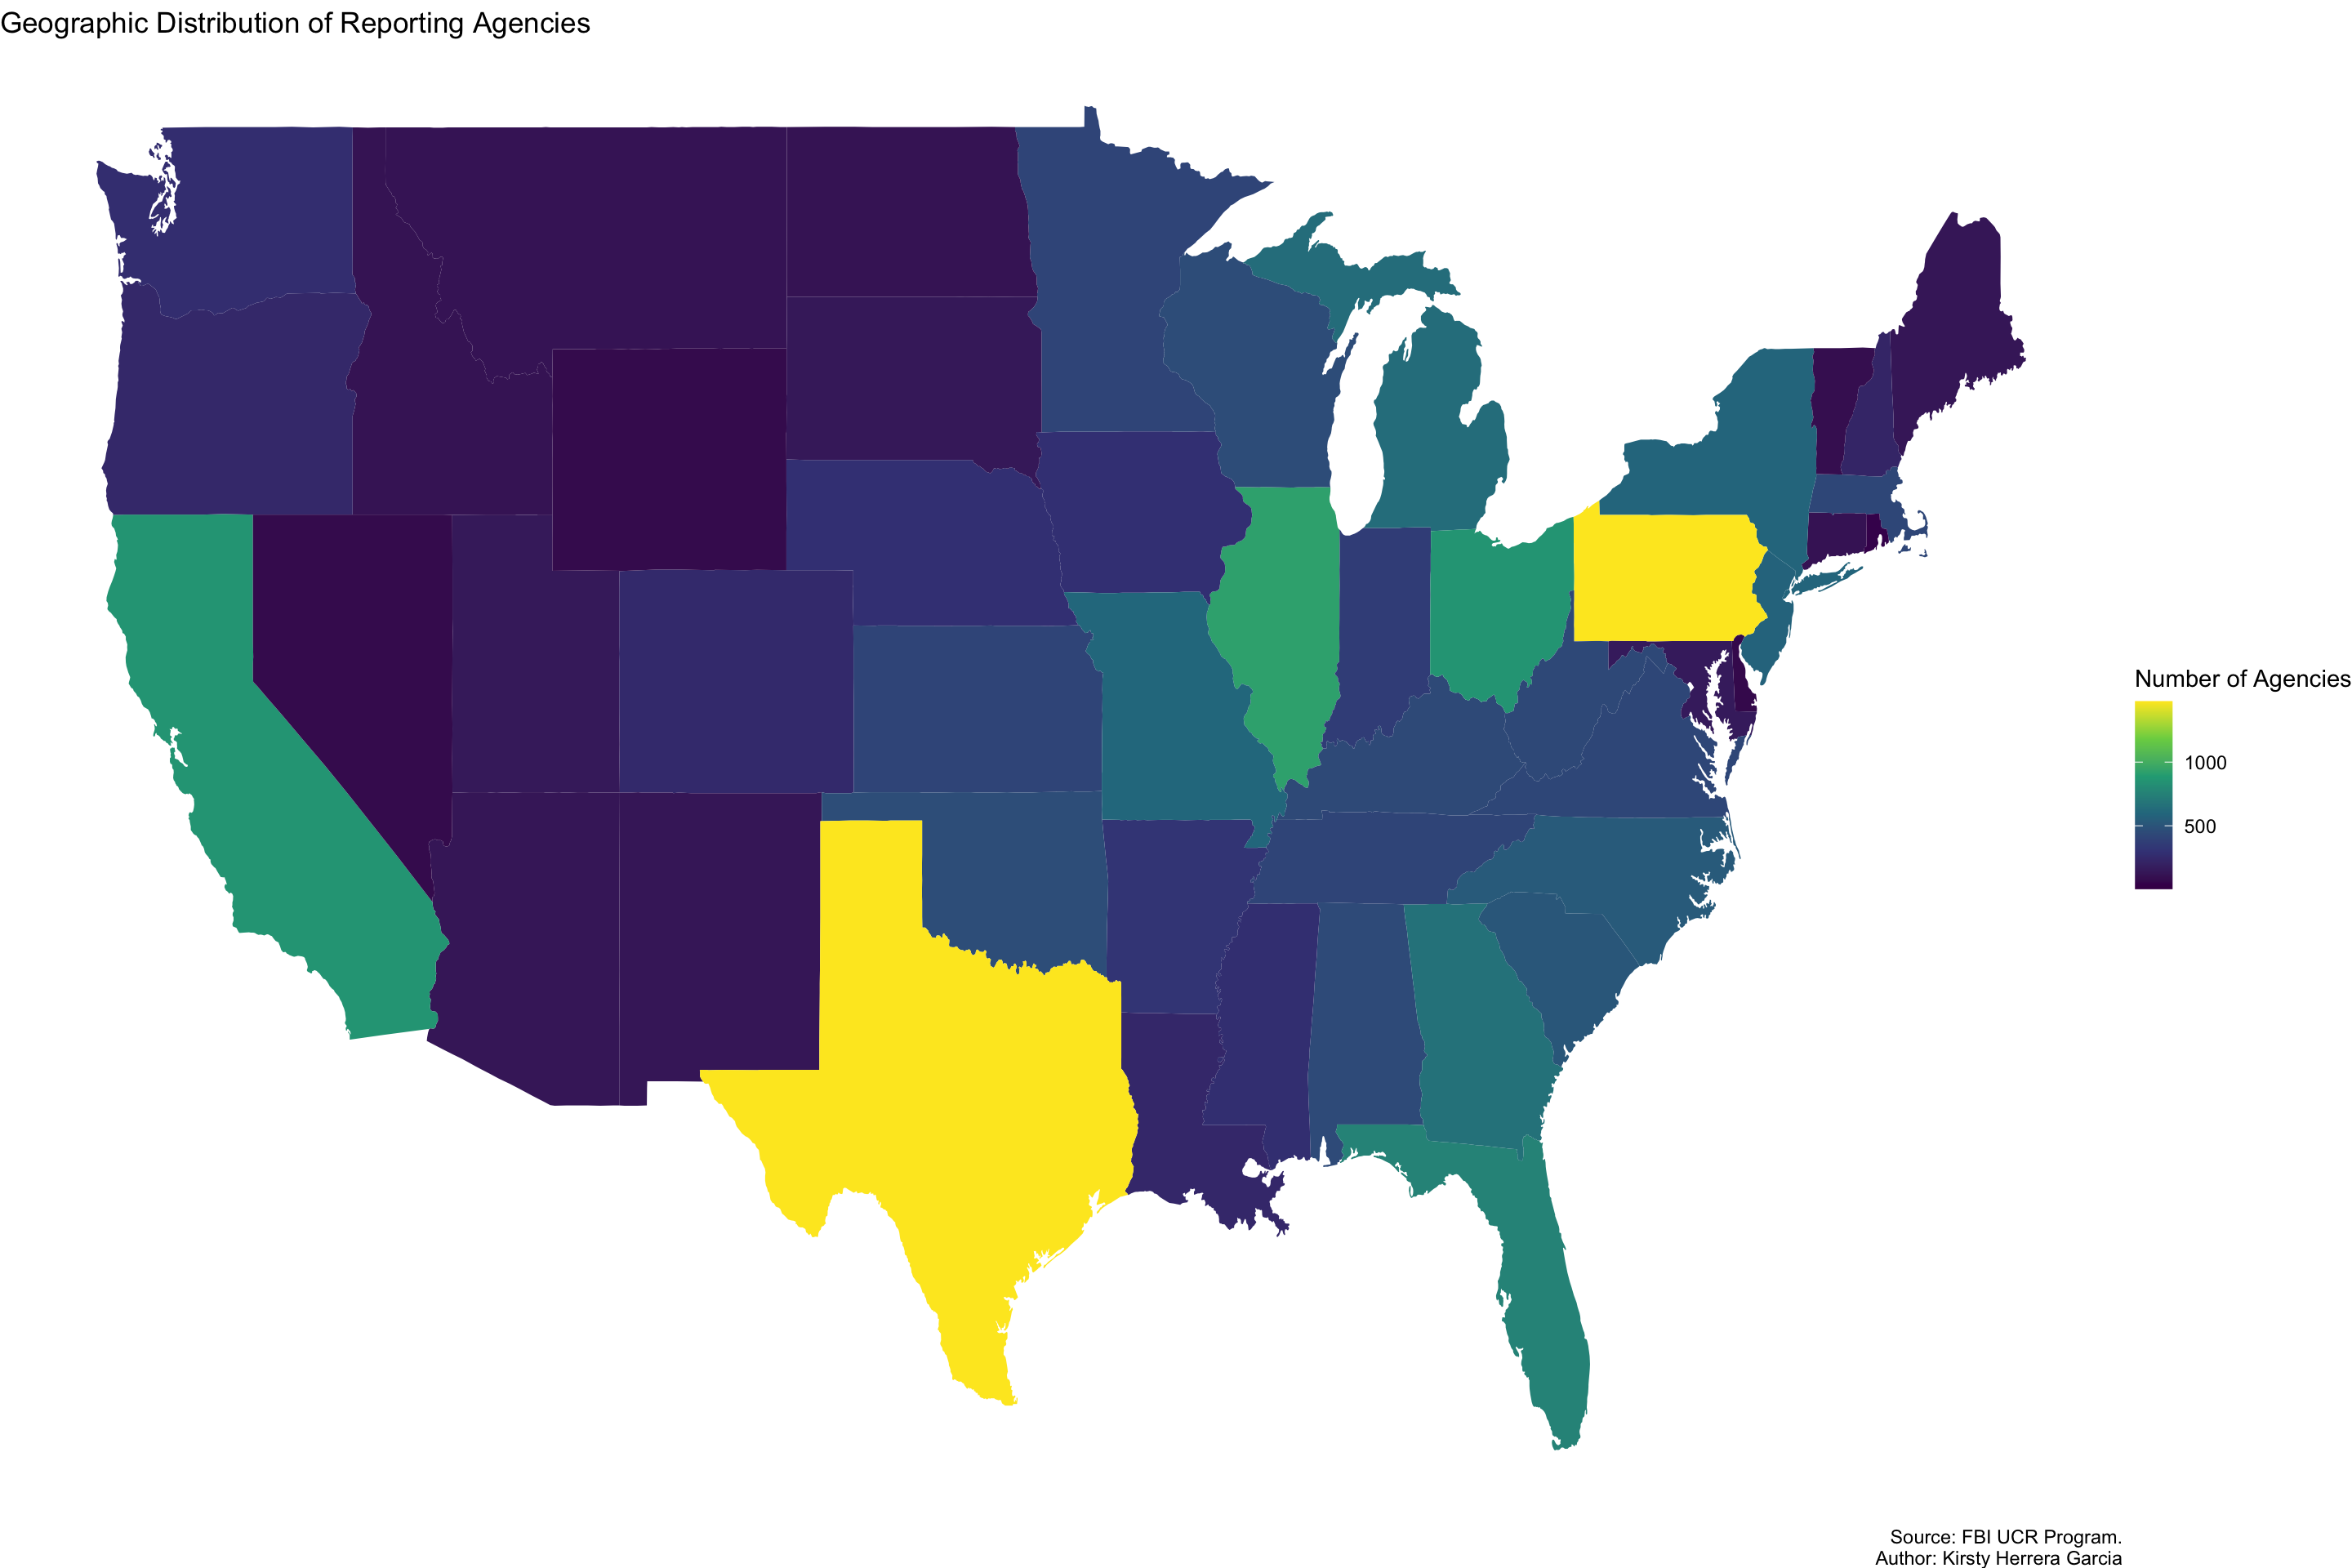 Geographic Distribution of Reporting Agencies
Number of Agencies
1000
500
Source: FBI UCR Program.
Author: Kirsty Herrera Garcia